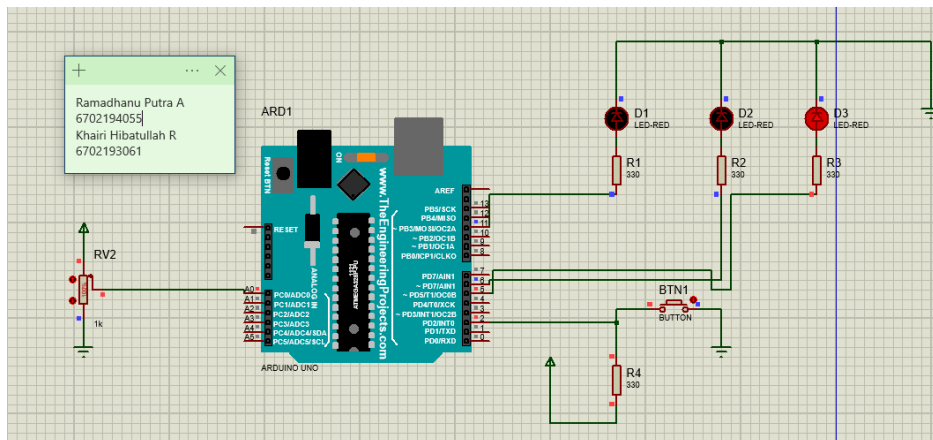 Ramadhanu Putra A
6702194055
Khairi Hibatullah R
6702193061
ARD1
Reset BTN
ON
www.TheEngineeringProjects.com
AREF
13
PB5/SCK
12
PB4/MISO
11
~ PB3/MOSI/OC2A
10
~ PB2/OC1B
9
~ PB1/OC1A
8
PB0/ICP1/CLKO
7
PD7/AIN1
6
~ PD6/AIN0
5
~ PD5/T1/OC0B
4
PD4/T0/XCK
3
~ PD3/INT1/OC2B
2
PD2/INT0
1
PD1/TXD
0
PD0/RXD
RESET
ANALOG IN
A0
PC0/ADC0
A1
PC1/ADC1
A2
PC2/ADC2
A3
PC3/ADC3
A4
PC4/ADC4/SDA
A5
PC5/ADC5/SCL
ARDUINO UNO
RV2
1k
D1
LED-RED
D2
LED-RED
D3
LED-RED
R1
330
R2
330
R3
330
BTN1
BUTTON
R4
330